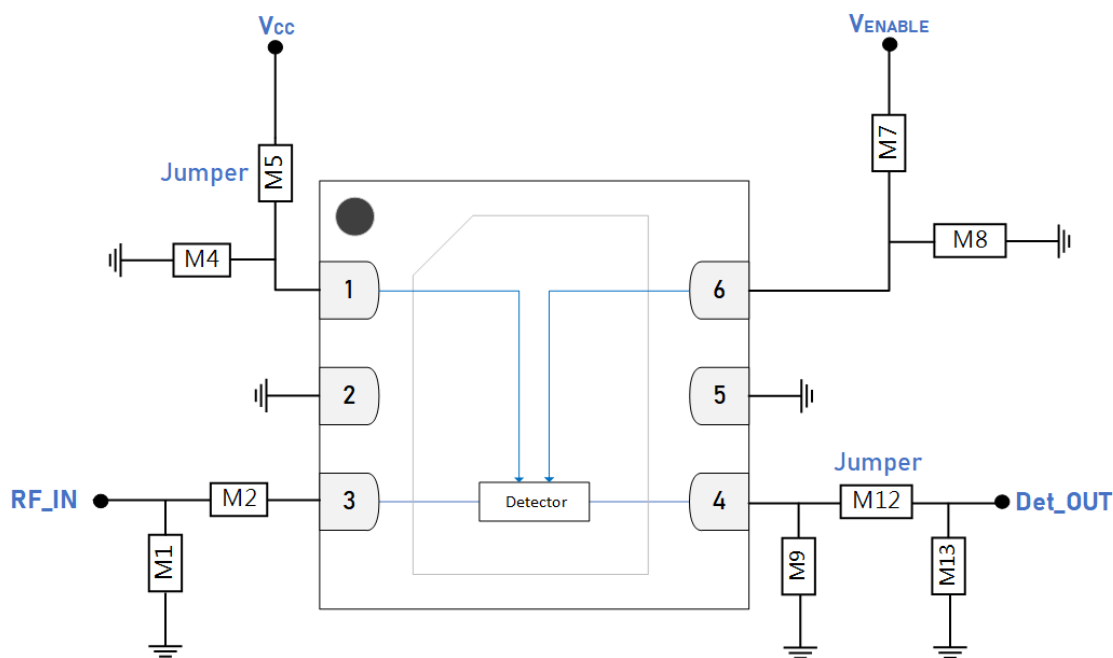 Vcc
VENABLE
M5
M7
Jumper
M4
M8
1
6
2
5
Jumper
RF_IN
M2
3
Detector
4
M12
Det_OUT
M1
M9
M13